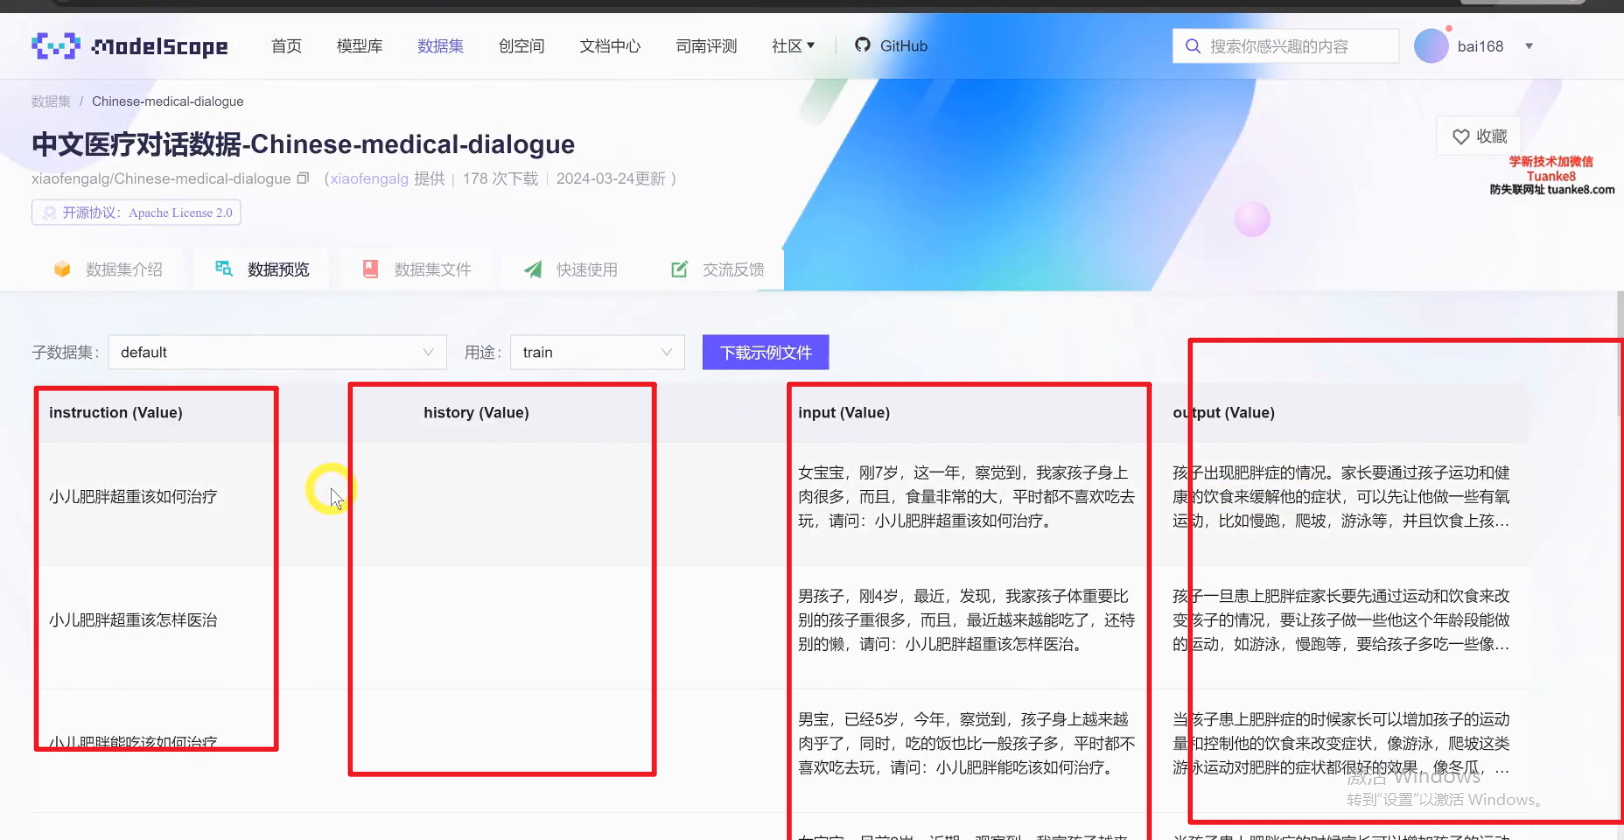 ModelScope 首页 模型库 数据集 创空间 文档中心 司南评测 社区 GitHub 搜索你感兴趣的内容 bai168
数据集 / Chinese-medical-dialogue
中文医疗对话数据-Chinese-medical-dialogue
收藏
xiaofengalg/Chinese-medical-dialogue (xiaofengalg 提供 | 178 次下载 | 2024-03-24更新 )
学新技术加微信
Tuanke8
防失联网址 tuanke8.com
开源协议: Apache License 2.0
数据集介绍 数据预览 数据集文件 快速使用 交流反馈
子数据集: default 用途: train 下载示例文件
instruction (Value) history (Value) input (Value) output (Value)
小儿肥胖超重该如何治疗
女宝宝，刚7岁，这一年，察觉到，我家孩子身上
肉很多，而且，食量非常的大，平时都不喜欢吃去
玩，请问：小儿肥胖超重该如何治疗。
孩子出现肥胖症的情况。家长要通过孩子运功和健
康的饮食来缓解他的症状，可以先让他做一些有氧
运动，比如慢跑，爬坡，游泳等，并且饮食上孩…
小儿肥胖超重该怎样医治
男孩子，刚4岁，最近，发现，我家孩子体重要比
别的孩子重很多，而且，最近越来越能吃了，还特
别的懒，请问：小儿肥胖超重该怎样医治。
孩子一旦患上肥胖症家长要先通过运动和饮食来改
变孩子的情况，要让孩子做一些他这个年龄段能做
的运动，如游泳，慢跑等，要给孩子多吃一些像…
小儿肥胖能吃该如何治疗
男宝，已经5岁，今年，察觉到，孩子身上越来越
肉乎了，同时，吃的饭也比一般孩子多，平时都不
喜欢吃去玩，请问：小儿肥胖能吃该如何治疗。
当孩子患上肥胖症的时候家长可以增加孩子的运动
量和控制他的饮食来改变症状，像游泳，爬坡这类
游泳运动对肥胖的症状都很好的效果，像冬瓜，…
激活 Windows
转到"设置"以激活 Windows。